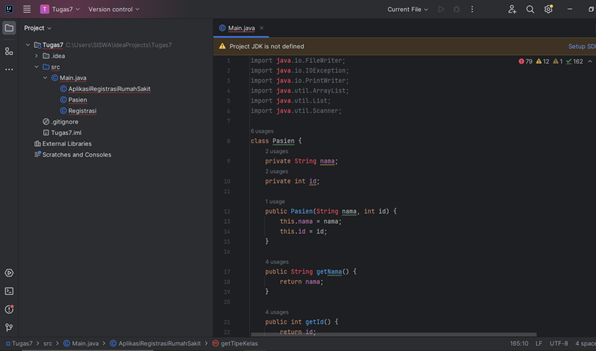 Tugas7 Version control Current File
Project
Main.java
Project JDK is not defined Setup SD
Tugas7 C:\Users\SISWA\IdeaProjects\Tugas7
.idea
src
Main.java
AplikasiRegistrasiRumahSakit
Pasien
Registrasi
.gitignore
Tugas7.iml
External Libraries
Scratches and Consoles
79 12 1 162
1 import java.io.FileWriter;
2 import java.io.IOException;
3 import java.io.PrintWriter;
4 import java.util.ArrayList;
5 import java.util.List;
6 import java.util.Scanner;
7
6 usages
8 class Pasien {
2 usages
9 private String nama;
2 usages
10 private int id;
11
1 usage
12 public Pasien(String nama, int id) {
13 this.nama = nama;
14 this.id = id;
15 }
16
4 usages
17 public String getNama() {
18 return nama;
19 }
20
4 usages
21 public int getId() {
22 return id;
Tugas7 > src > Main.java > AplikasiRegistrasiRumahSakit > getTipeKelas 165:10 LF UTF-8 4 space